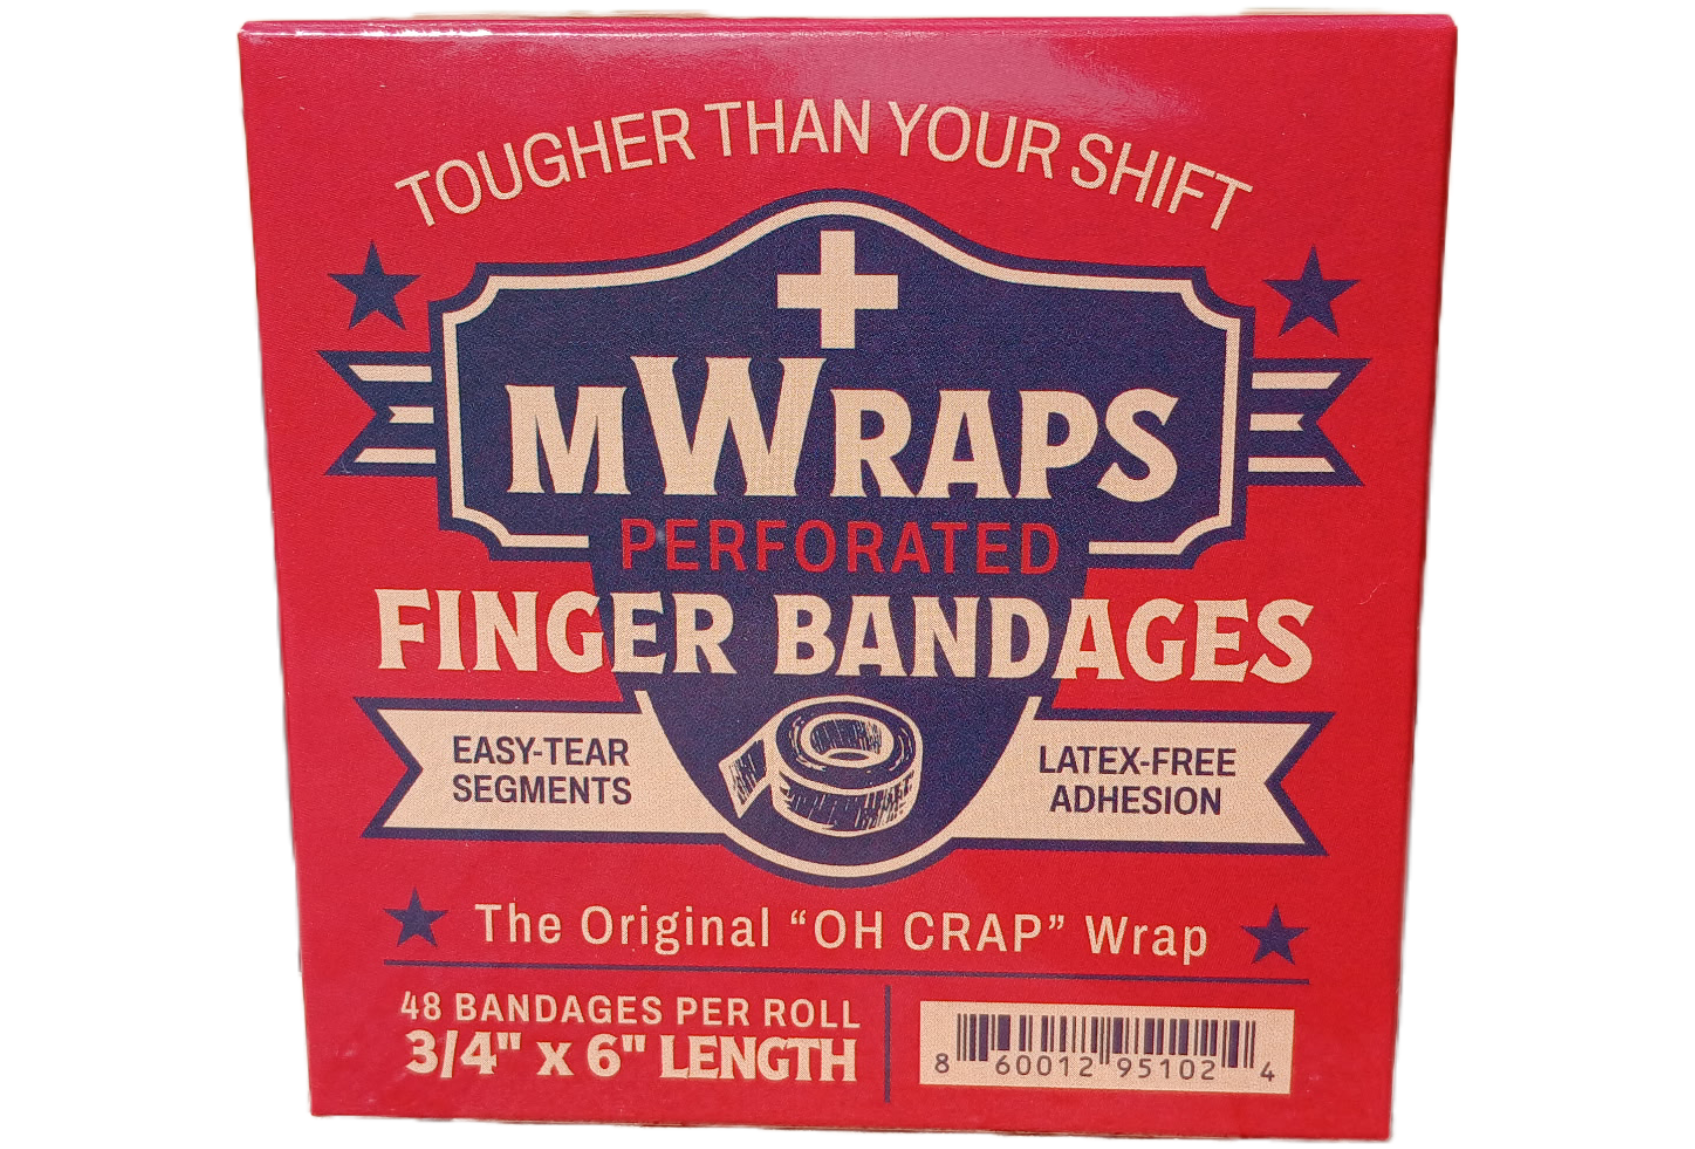 TOUGHER THAN YOUR SHIFT
MWRAPS
PERFORATED
FINGER BANDAGES
EASY-TEAR
SEGMENTS
LATEX-FREE
ADHESION
The Original “OH CRAP” Wrap
48 BANDAGES PER ROLL
3/4" x 6" LENGTH
8 60012 95102 4